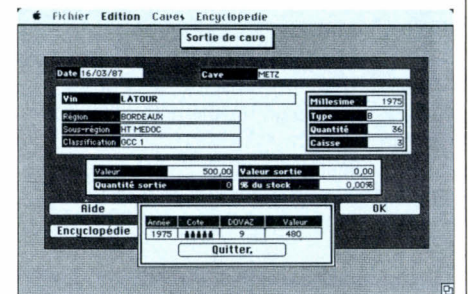 Fichier Edition Caves Encyclopedie
Sortie de cave
Date 16/03/87 Cave METZ
Vin LATOUR
Région BORDEAUX
Sous-région HT MEDOC
Classification OCC 1
Millesime 1975
Type B
Quantité 36
Caisse 3
Valeur 500,00 Valeur sortie 0,00
Quantité sortie 0 % du stock 0,00%
Aide OK
Encyclopédie
Année Cote DOVAZ Valeur
1975 9 480
Quitter.